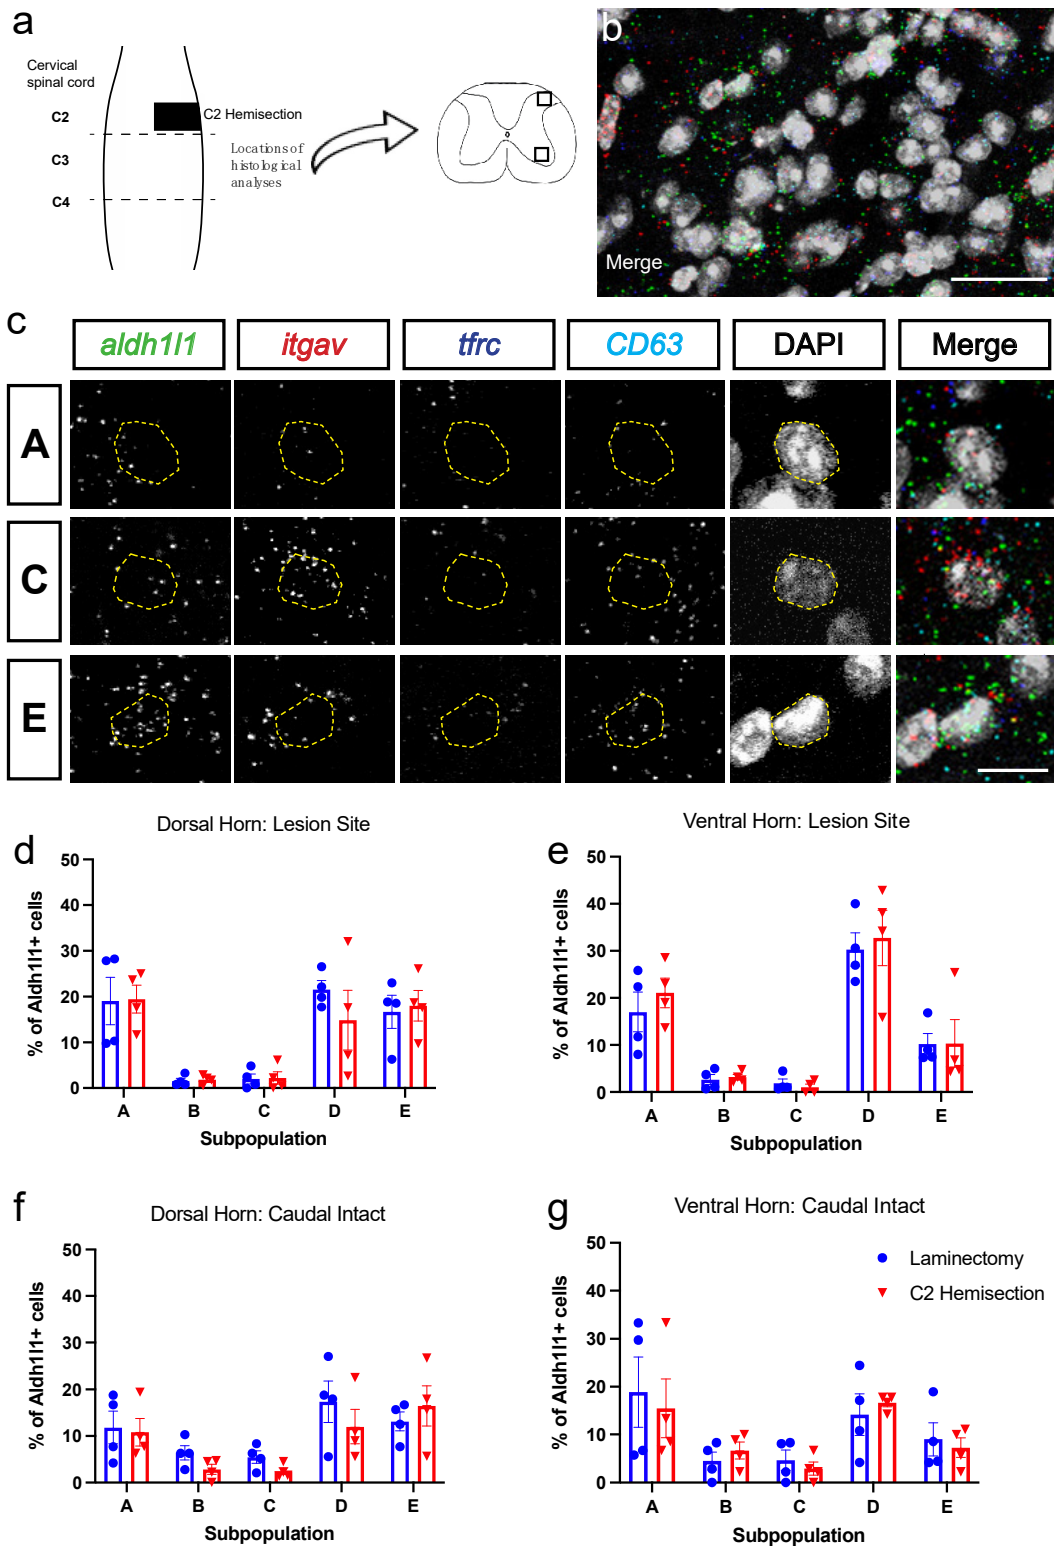 a
Cervical
spinal cord
C2
C2 Hemisection
C3
Locations of
histological
analyses
C4
b
Merge
c
aldh1l1 itgav tfrc CD63 DAPI Merge
A
C
E
d
Dorsal Horn: Lesion Site
% of Aldh1l1+ cells
50
40
30
20
10
0
A B C D E
Subpopulation
e
Ventral Horn: Lesion Site
% of Aldh1l1+ cells
50
40
30
20
10
0
A B C D E
Subpopulation
f
Dorsal Horn: Caudal Intact
% of Aldh1l1+ cells
50
40
30
20
10
0
A B C D E
Subpopulation
g
Ventral Horn: Caudal Intact
% of Aldh1l1+ cells
50
40
30
20
10
0
Laminectomy
C2 Hemisection
A B C D E
Subpopulation